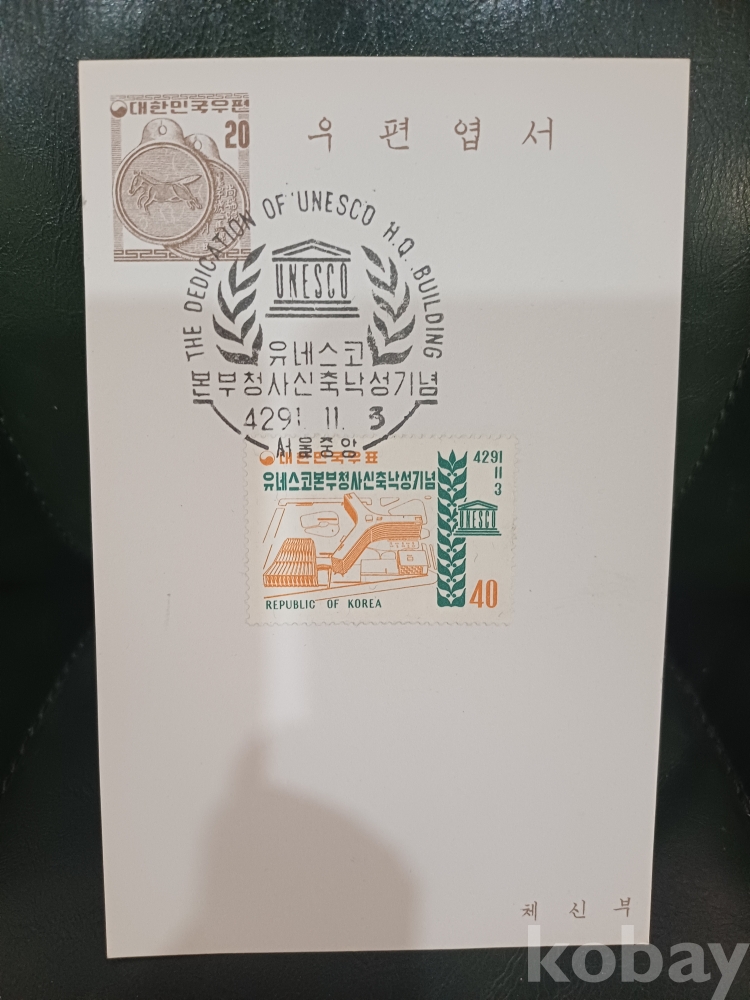 대한민국우편
20
우편엽서
THE DEDICATION OF UNESCO H.Q. BUILDING
UNESCO
유네스코
본부청사신축낙성기념
4291. 11. 3
서울중앙
대한민국우표
유네스코본부청사신축낙성기념
4291
11
3
UNESCO
REPUBLIC OF KOREA
40
체신부
kobay